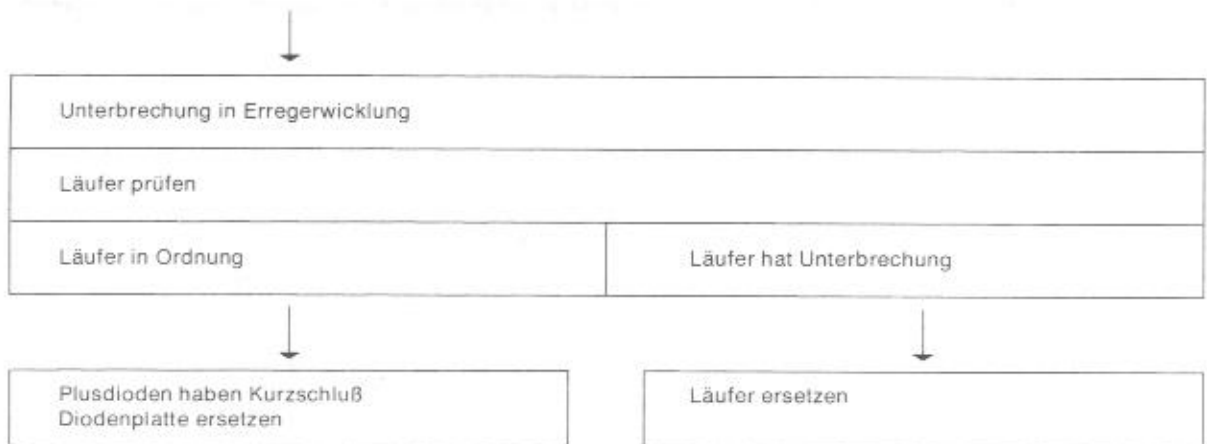 Unterbrechung in Erregerwicklung
Läufer prüfen
Läufer in Ordnung
Läufer hat Unterbrechung
Plusdioden haben Kurzschluß
Diodenplatte ersetzen
Läufer ersetzen